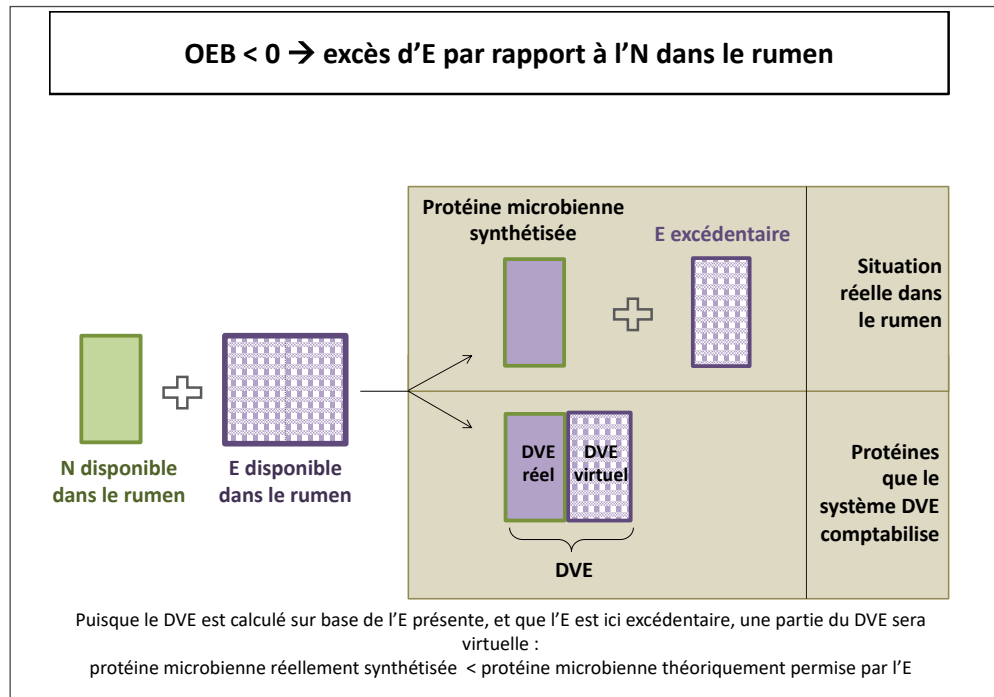 OEB < 0 → excès d’E par rapport à l’N dans le rumen
Protéine microbienne
synthétisée
E excédentaire
Situation
réelle dans
le rumen
N disponible
dans le rumen
E disponible
dans le rumen
DVE
réel
DVE
virtuel
DVE
Protéines
que le
système DVE
comptabilise
Puisque le DVE est calculé sur base de l’E présente, et que l’E est ici excédentaire, une partie du DVE sera
virtuelle :
protéine microbienne réellement synthétisée < protéine microbienne théoriquement permise par l’E